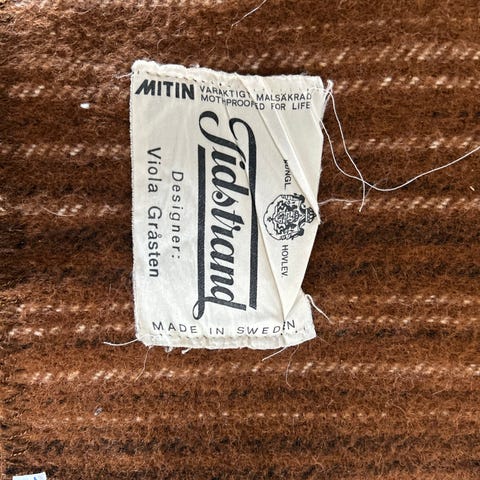 MITIN VARAKTIGT MALSÄKRAD
MOTHPROOFED FOR LIFE
Tidstrand
KUNGL. HOVLEV.
Designer:
Viola Gråsten
MADE IN SWEDEN